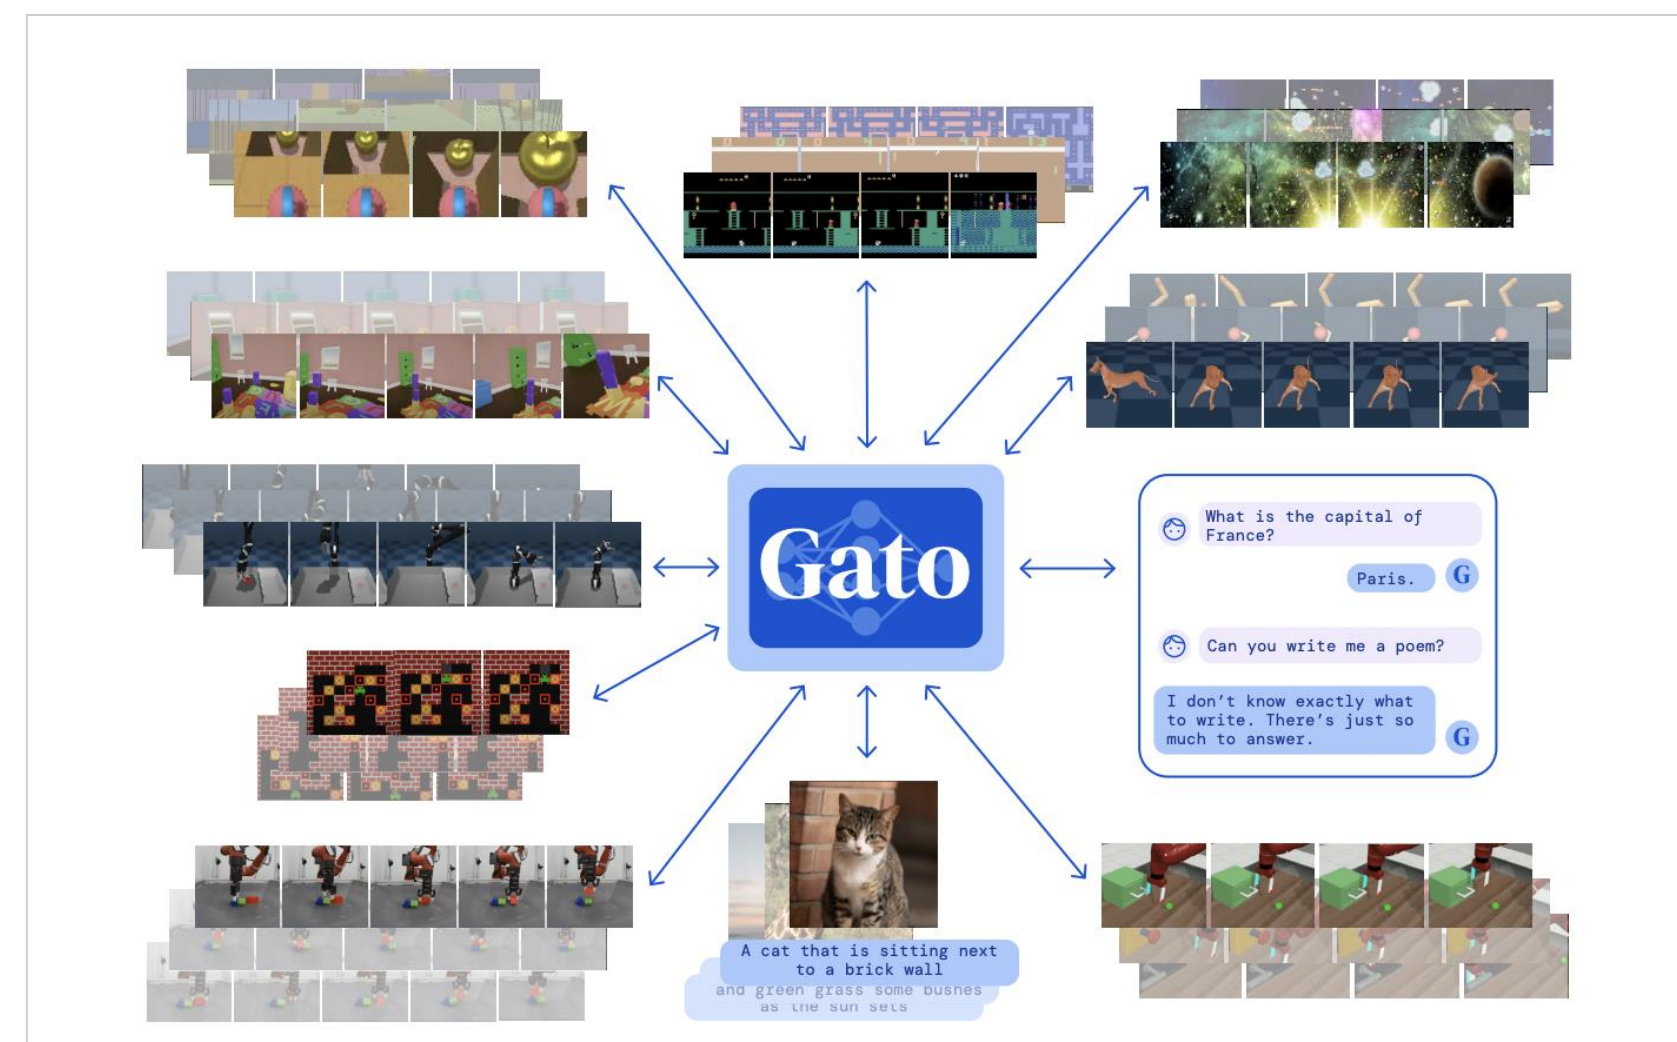 Gato
What is the capital of
France?
Paris.
G
Can you write me a poem?
I don't know exactly what
to write. There's just so
much to answer.
G
A cat that is sitting next
to a brick wall
and green grass some bushes
as the sun sets